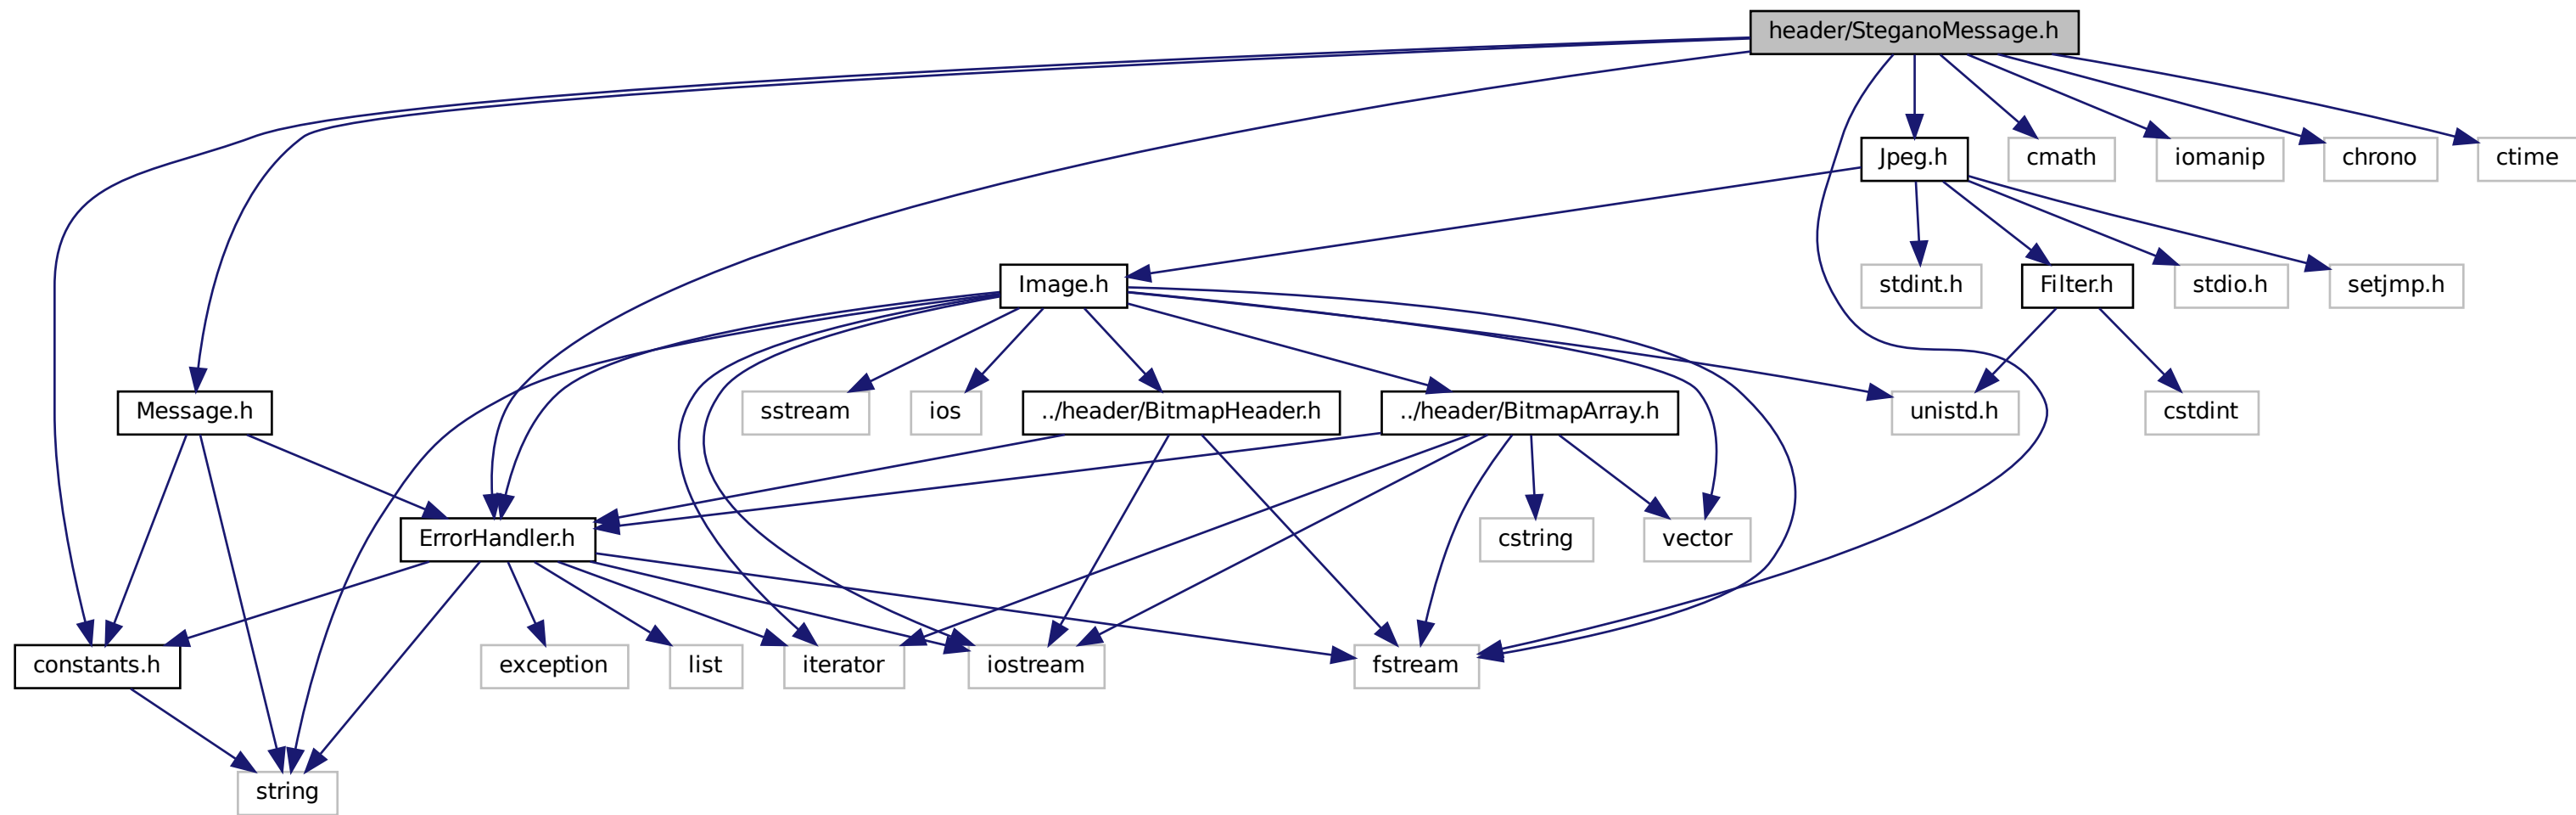 header/SteganoMessage.h
Jpeg.h
cmath
iomanip
chrono
ctime
Image.h
stdint.h
Filter.h
stdio.h
setjmp.h
Message.h
sstream
ios
../header/BitmapHeader.h
../header/BitmapArray.h
unistd.h
cstdint
ErrorHandler.h
cstring
vector
constants.h
exception
list
iterator
iostream
fstream
string